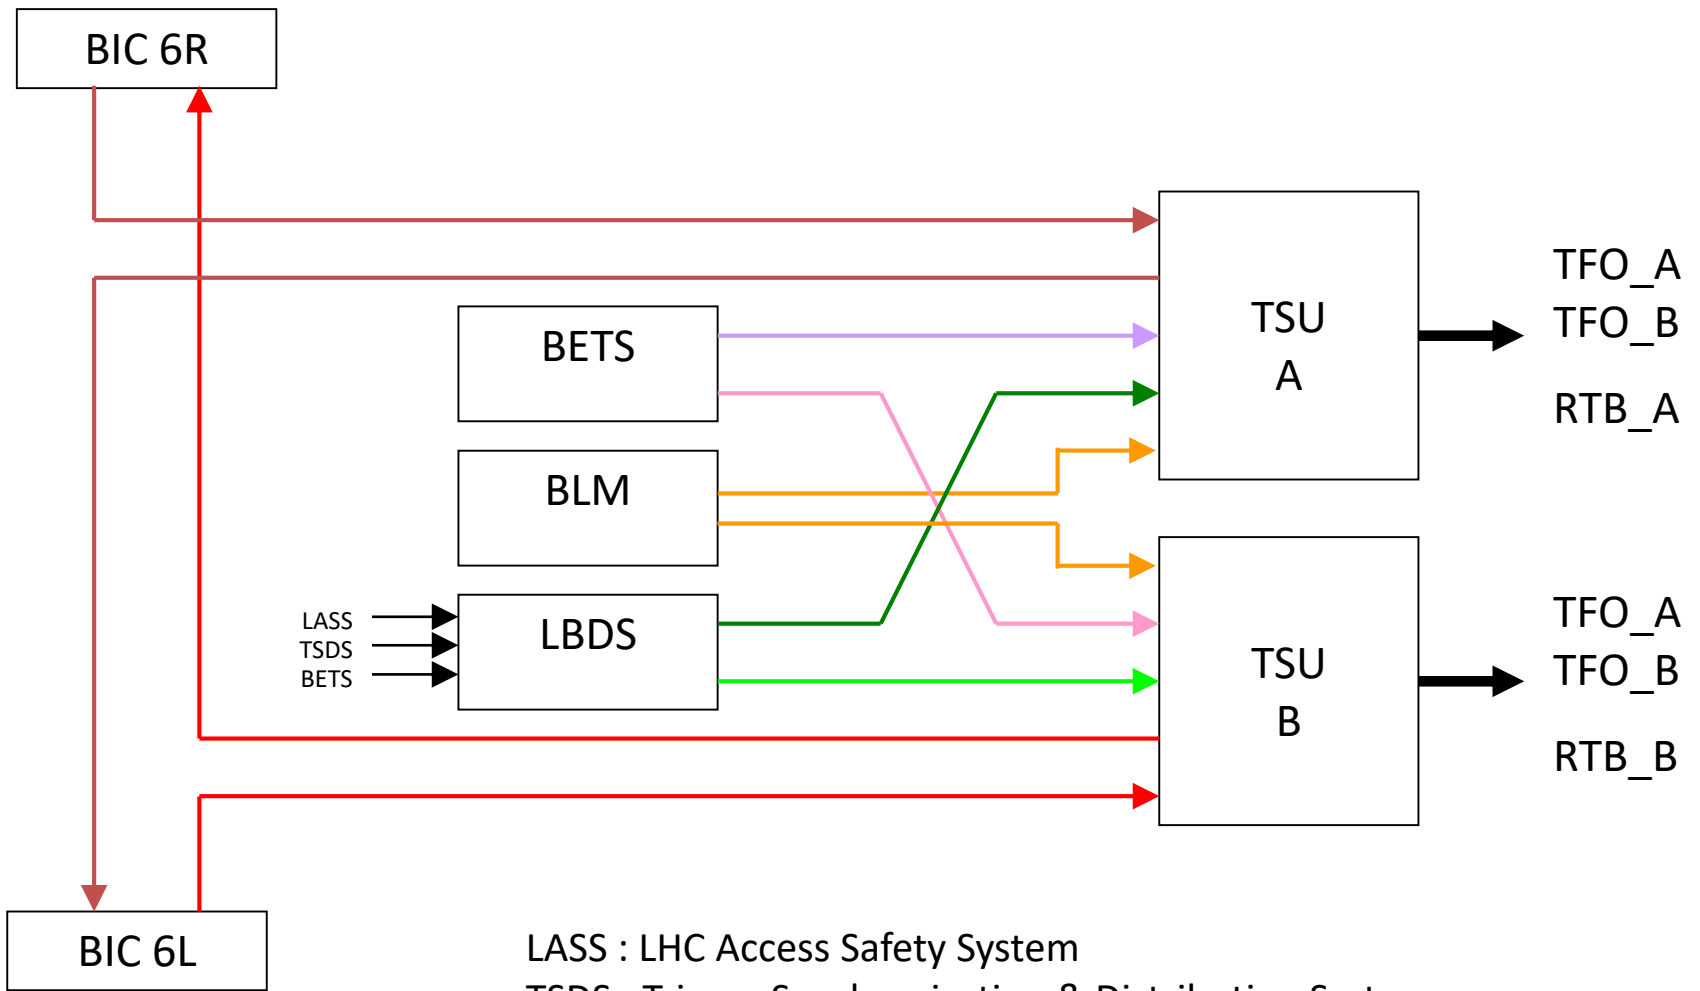 BIC 6R
TSU
A
TFO_A
TFO_B
RTB_A
BETS
BLM
LASS
TSDS
BETS
LBDS
TSU
B
TFO_A
TFO_B
RTB_B
BIC 6L
LASS : LHC Access Safety System